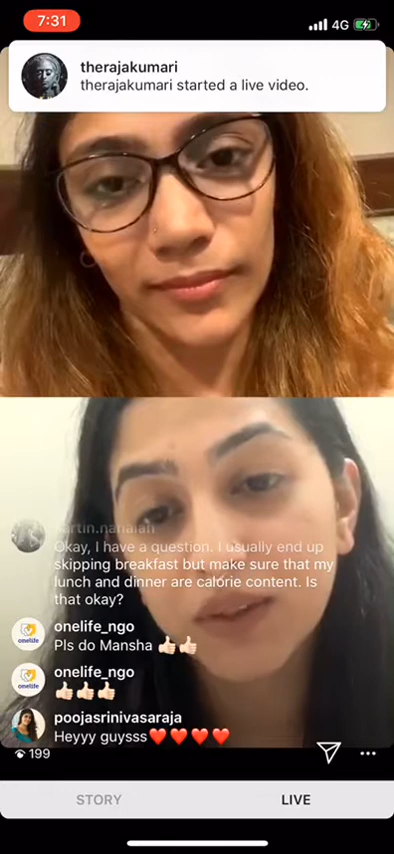 7:31
4G
therajakumari
therajakumari started a live video.
Okay, I have a question. I usually end up
skipping breakfast but make sure that my
lunch and dinner are calorie content. Is
that okay?
onelife_ngo
onelife
Pls do Mansha 👍🏻👍🏻
onelife_ngo
onelife
👍🏻👍🏻👍🏻
poojasrinivasaraja
Heyyy guysss❤️❤️❤️❤️
199
STORY
LIVE